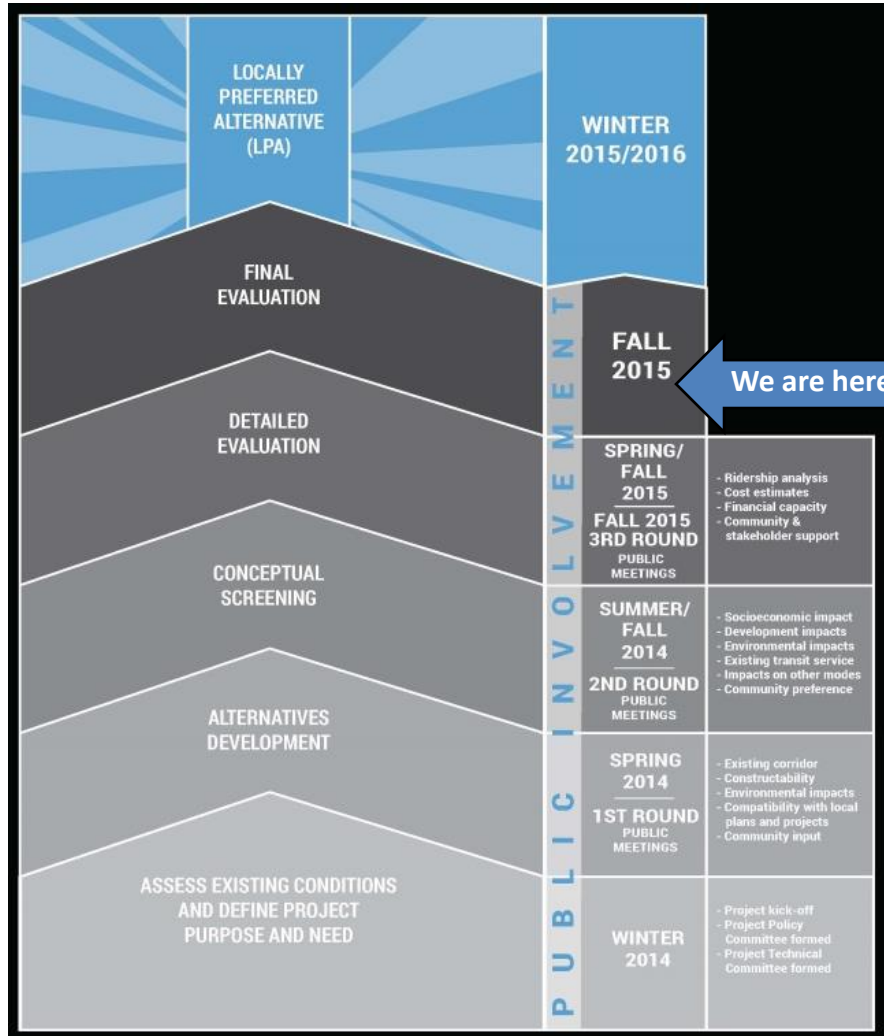 LOCALLY
PREFERRED
ALTERNATIVE
(LPA)
WINTER
2015/2016
FINAL
EVALUATION
FALL
2015
We are here
DETAILED
EVALUATION
SPRING/
FALL
2015
FALL 2015
3RD ROUND
PUBLIC
MEETINGS
- Ridership analysis
- Cost estimates
- Financial capacity
- Community &
stakeholder support
CONCEPTUAL
SCREENING
SUMMER/
FALL
2014
2ND ROUND
PUBLIC
MEETINGS
- Socioeconomic impact
- Development impacts
- Environmental impacts
- Existing transit service
- Impacts on other modes
- Community preference
ALTERNATIVES
DEVELOPMENT
SPRING
2014
1ST ROUND
PUBLIC
MEETINGS
- Existing corridor
- Constructability
- Environmental impacts
- Compatibility with local
plans and projects
- Community input
ASSESS EXISTING CONDITIONS
AND DEFINE PROJECT
PURPOSE AND NEED
WINTER
2014
- Project kick-off
- Project Policy
Committee formed
- Project Technical
Committee formed
PUBLIC INVOLVEMENT